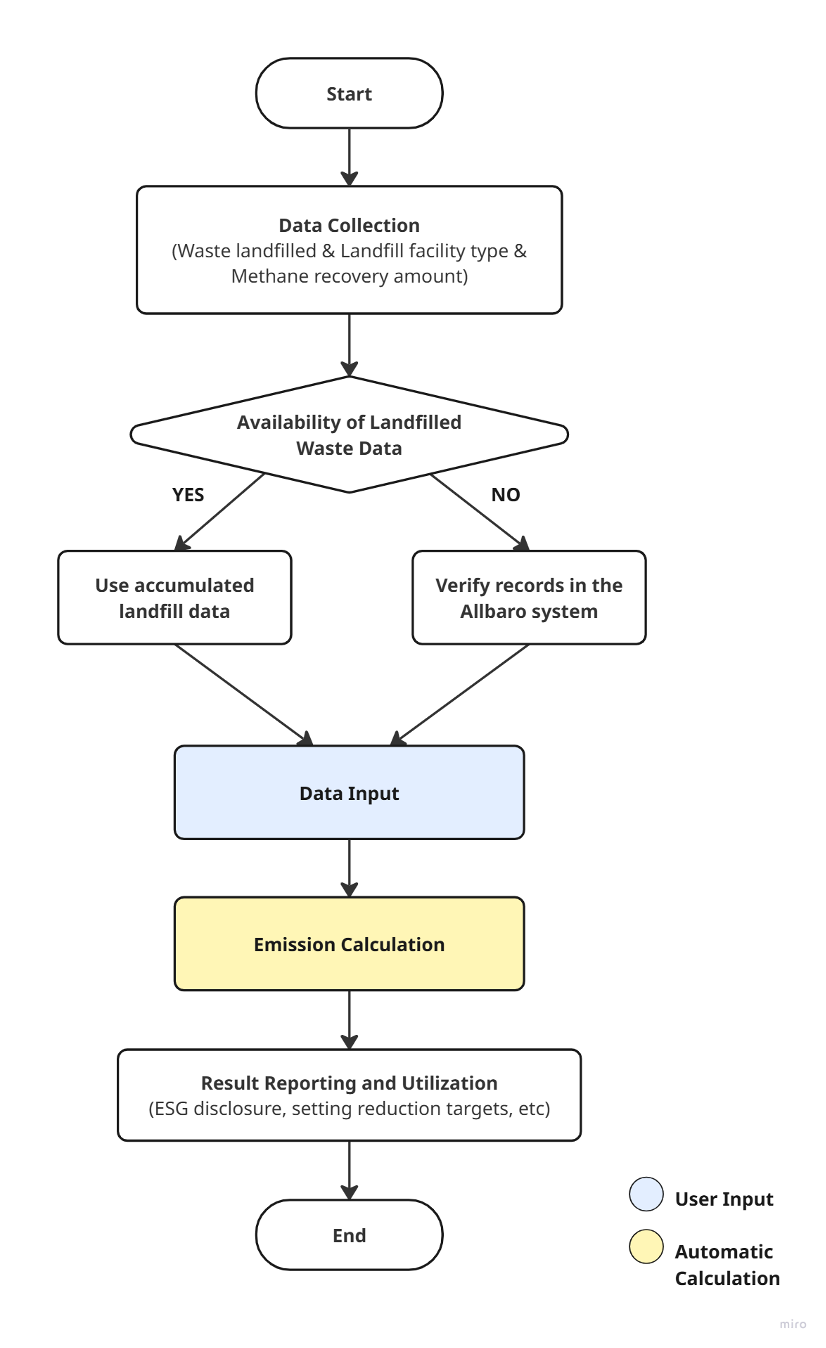 Start
Data Collection
(Waste landfilled & Landfill facility type &
Methane recovery amount)
Availability of Landfilled
Waste Data
YES
NO
Use accumulated
landfill data
Verify records in the
Allbaro system
Data Input
Emission Calculation
Result Reporting and Utilization
(ESG disclosure, setting reduction targets, etc)
End
User Input
Automatic
Calculation
miro